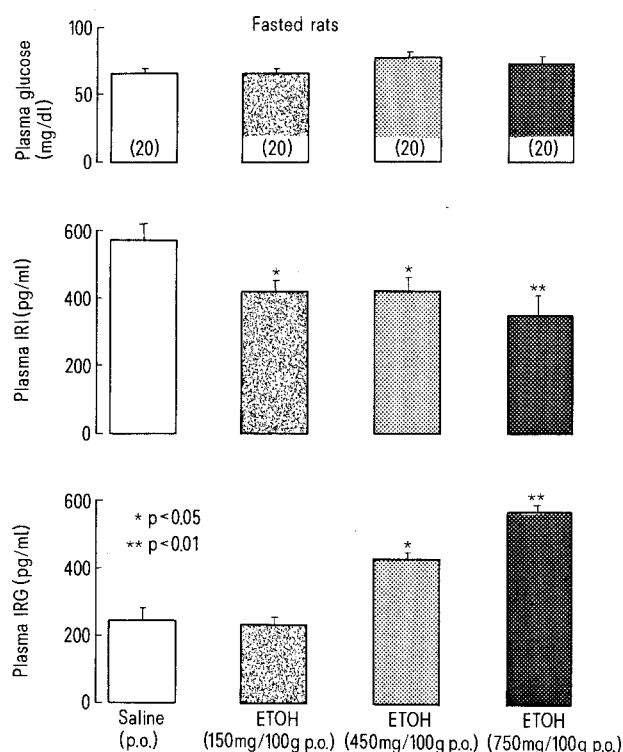 Fasted rats
Plasma glucose
(mg/dl)
100
50
0
(20) (20) (20) (20)
Plasma IRI (pg/ml)
600
400
200
0
* * **
Plasma IRG (pg/ml)
600
400
200
0
* p<0.05
** p<0.01
* **
Saline ETOH ETOH ETOH
(p.o.) (150mg/100g p.o.) (450mg/100g p.o.) (750mg/100g p.o.)